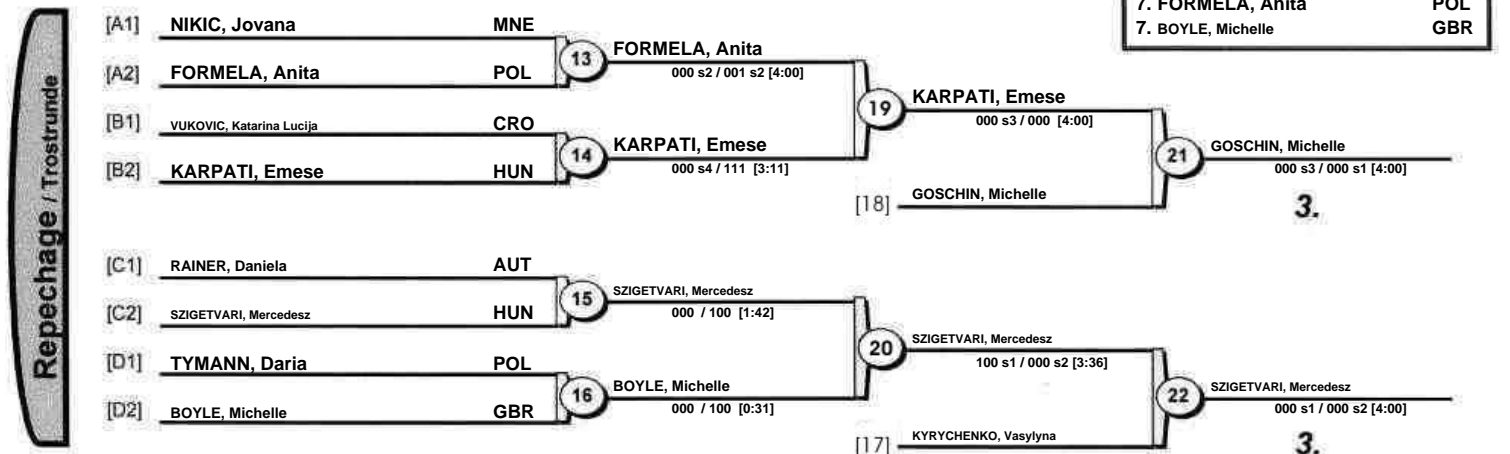 7. FORMELA, Anita POL
7. BOYLE, Michelle GBR
Repechage / Trostrunde
[A1] NIKIC, Jovana MNE
[A2] FORMELA, Anita POL
13 FORMELA, Anita
000 s2 / 001 s2 [4:00]
[B1] VUKOVIC, Katarina Lucija CRO
[B2] KARPATI, Emese HUN
14 KARPATI, Emese
000 s4 / 111 [3:11]
19 KARPATI, Emese
000 s3 / 000 [4:00]
[18] GOSCHIN, Michelle
21 GOSCHIN, Michelle
000 s3 / 000 s1 [4:00]
3.
[C1] RAINER, Daniela AUT
[C2] SZIGETVARI, Mercedesz HUN
15 SZIGETVARI, Mercedesz
000 / 100 [1:42]
[D1] TYMANN, Daria POL
[D2] BOYLE, Michelle GBR
16 BOYLE, Michelle
000 / 100 [0:31]
20 SZIGETVARI, Mercedesz
100 s1 / 000 s2 [3:36]
[17] KYRYCHENKO, Vasylyna
22 SZIGETVARI, Mercedesz
000 s1 / 000 s2 [4:00]
3.